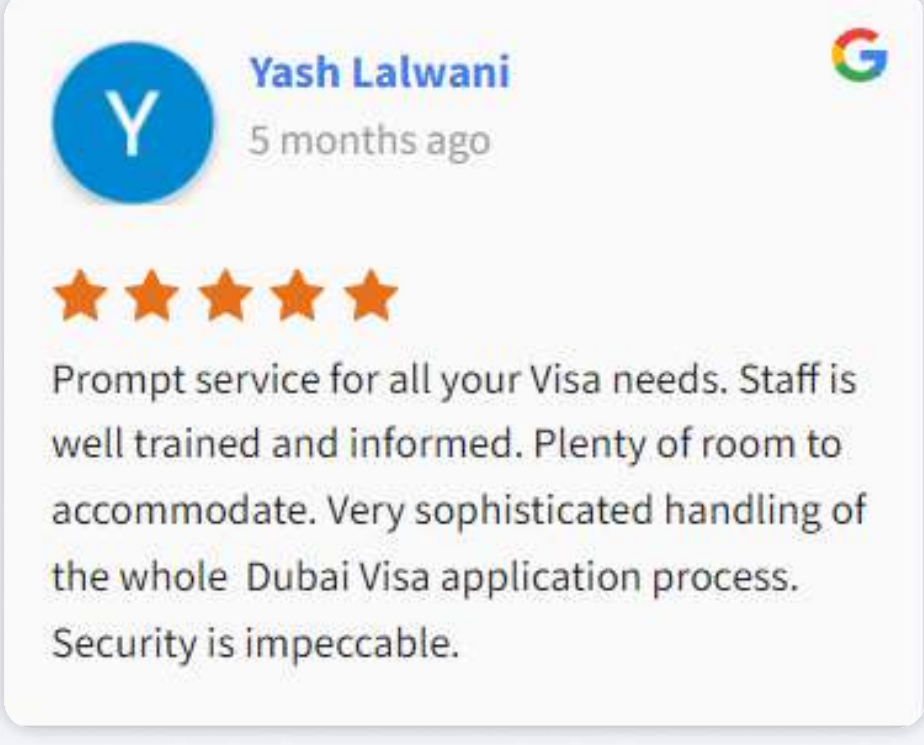 Y
Yash Lalwani
G
5 months ago
Prompt service for all your Visa needs. Staff is
well trained and informed. Plenty of room to
accommodate. Very sophisticated handling of
the whole  Dubai Visa application process.
Security is impeccable.